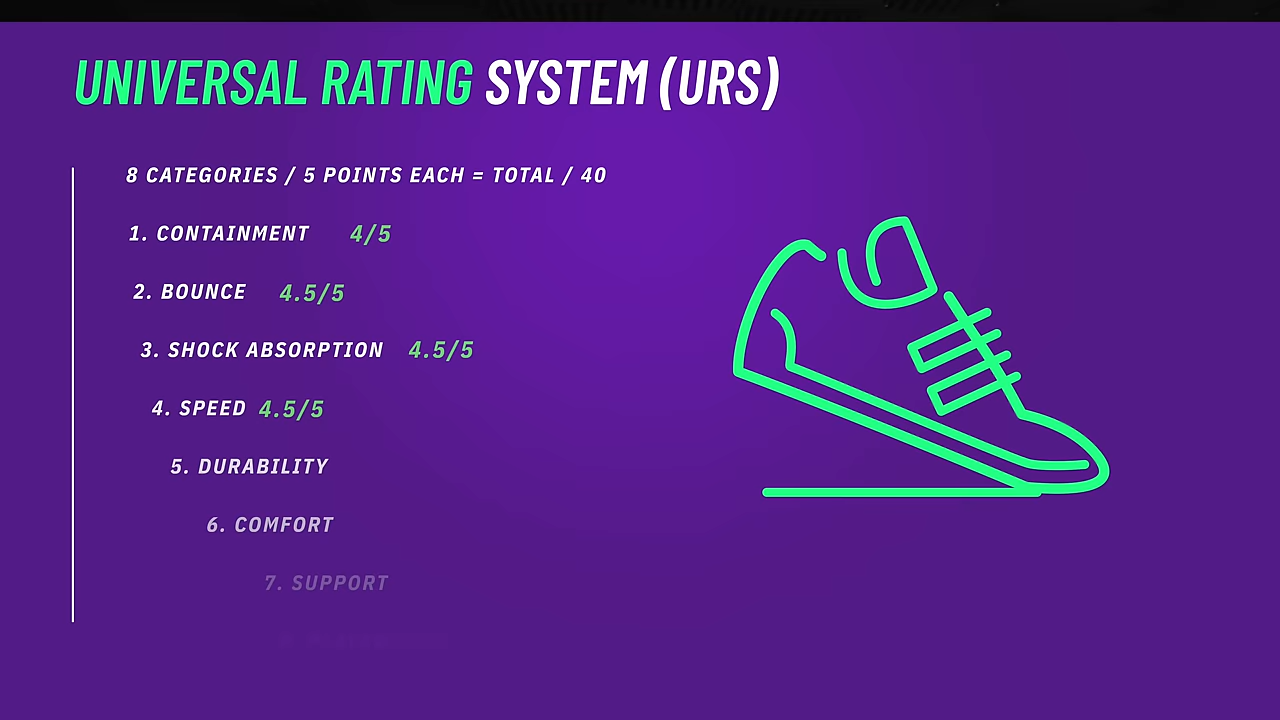 UNIVERSAL RATING SYSTEM (URS)
8 CATEGORIES / 5 POINTS EACH = TOTAL / 40
1. CONTAINMENT 4/5
2. BOUNCE 4.5/5
3. SHOCK ABSORPTION 4.5/5
4. SPEED 4.5/5
5. DURABILITY
6. COMFORT
7. SUPPORT